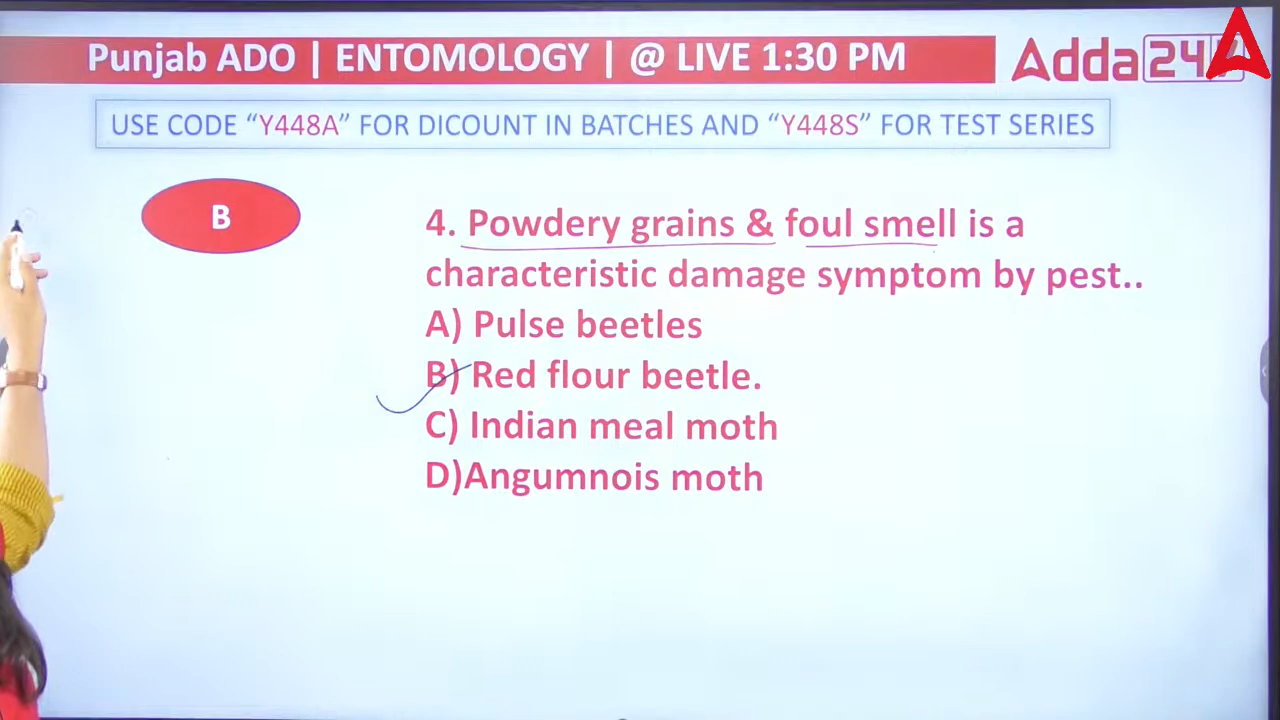 Punjab ADO | ENTOMOLOGY | @ LIVE 1:30 PM
Adda247
USE CODE “Y448A” FOR DICOUNT IN BATCHES AND “Y448S” FOR TEST SERIES
B
4. Powdery grains & foul smell is a
characteristic damage symptom by pest..
A) Pulse beetles
B) Red flour beetle.
C) Indian meal moth
D)Angumnois moth